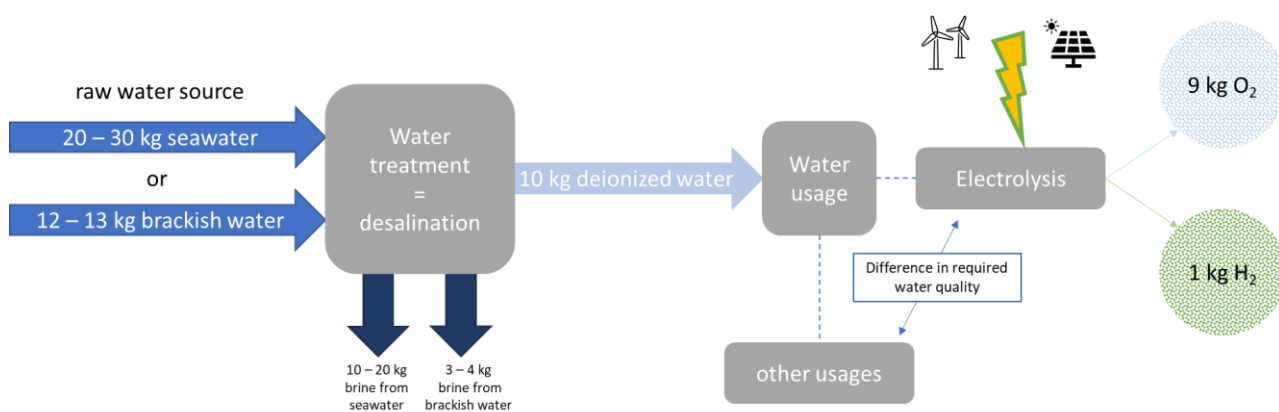 raw water source
20 – 30 kg seawater
or
12 – 13 kg brackish water
Water
treatment
=
desalination
10 – 20 kg
brine from
seawater
3 – 4 kg
brine from
brackish water
10 kg deionized water
Water
usage
Electrolysis
Difference in required
water quality
other usages
9 kg O₂
1 kg H₂